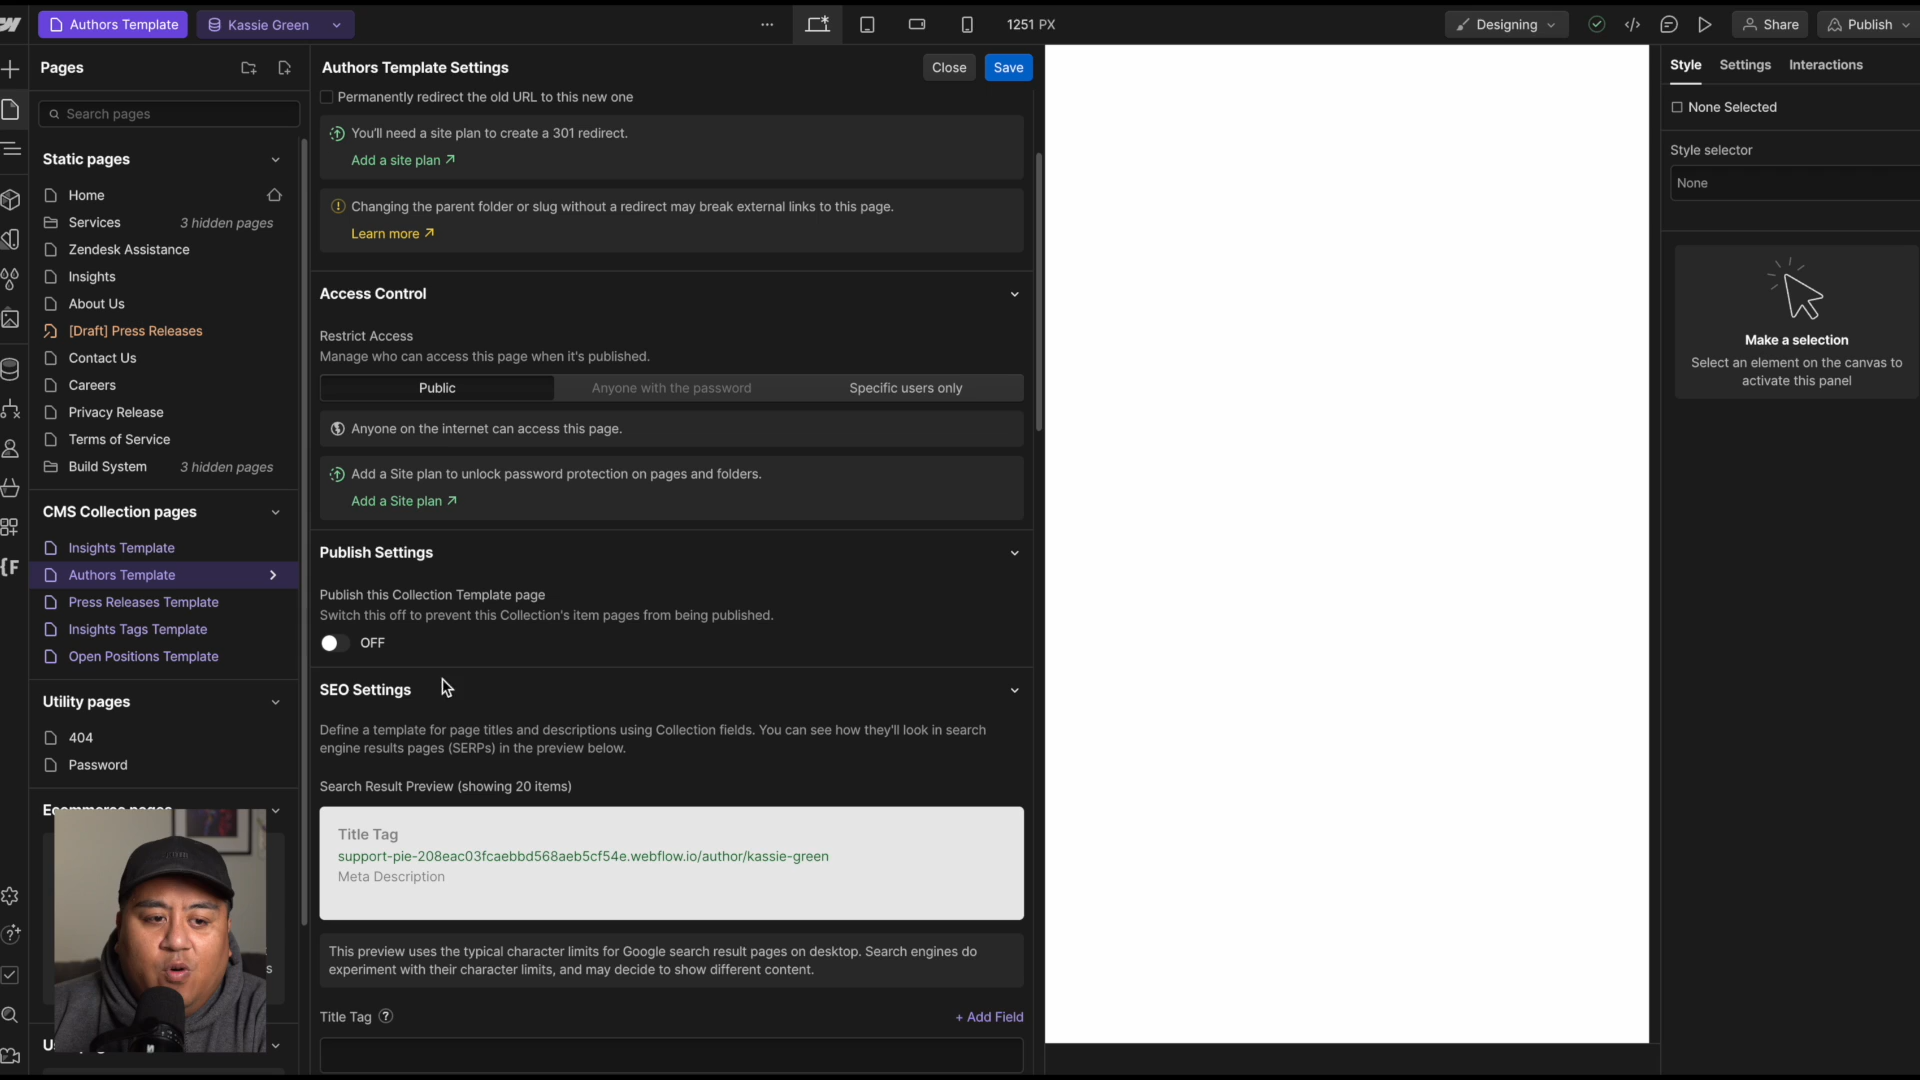 Authors Template
Kassie Green
1251 PX
Designing
Share
Publish
Pages
Search pages
Static pages
Home
Services
3 hidden pages
Zendesk Assistance
Insights
About Us
[Draft] Press Releases
Contact Us
Careers
Privacy Release
Terms of Service
Build System
3 hidden pages
CMS Collection pages
Insights Template
Authors Template
Press Releases Template
Insights Tags Template
Open Positions Template
Utility pages
404
Password
Ecommerce pages
Authors Template Settings
Close
Save
Permanently redirect the old URL to this new one
You'll need a site plan to create a 301 redirect.
Add a site plan
Changing the parent folder or slug without a redirect may break external links to this page.
Learn more
Access Control
Restrict Access
Manage who can access this page when it's published.
Public
Anyone with the password
Specific users only
Anyone on the internet can access this page.
Add a Site plan to unlock password protection on pages and folders.
Add a Site plan
Publish Settings
Publish this Collection Template page
Switch this off to prevent this Collection's item pages from being published.
OFF
SEO Settings
Define a template for page titles and descriptions using Collection fields. You can see how they'll look in search
engine results pages (SERPs) in the preview below.
Search Result Preview (showing 20 items)
Title Tag
support-pie-208eac03fcaebbd568aeb5cf54e.webflow.io/author/kassie-green
Meta Description
This preview uses the typical character limits for Google search result pages on desktop. Search engines do
experiment with their character limits, and may decide to show different content.
Title Tag
+ Add Field
Style
Settings
Interactions
None Selected
Style selector
None
Make a selection
Select an element on the canvas to
activate this panel